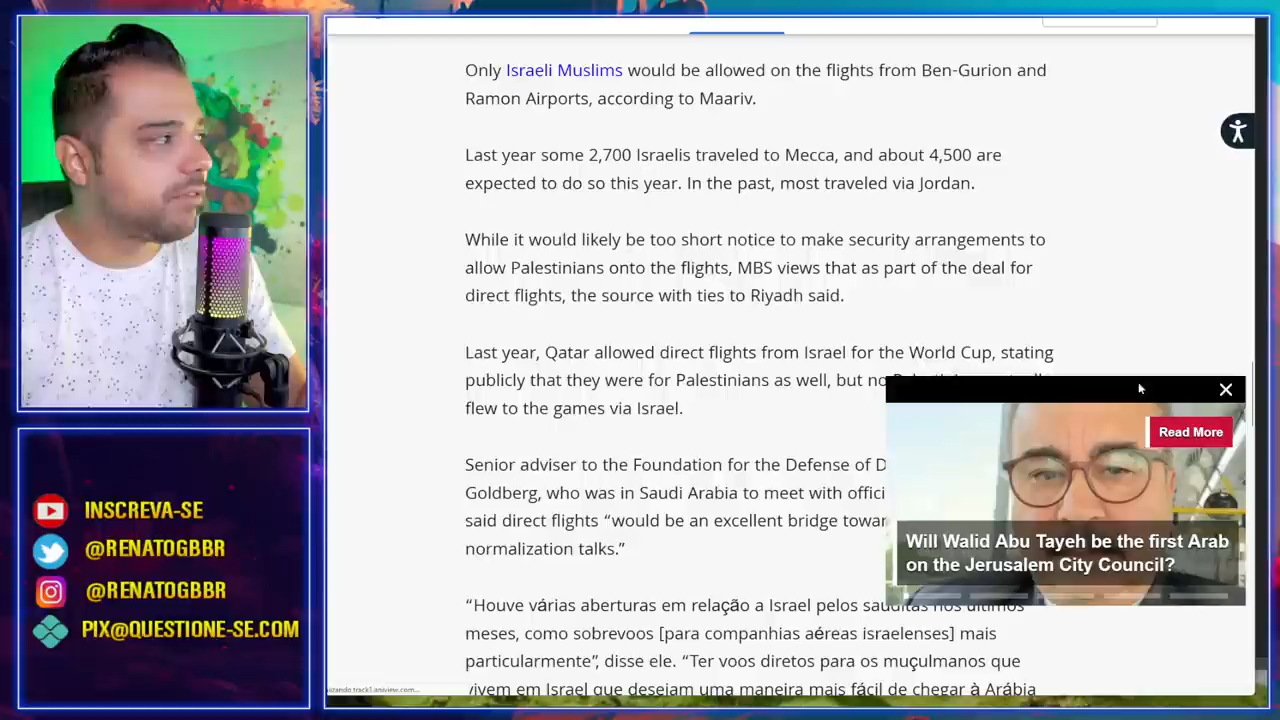 Only Israeli Muslims would be allowed on the flights from Ben-Gurion and
Ramon Airports, according to Maariv.
Last year some 2,700 Israelis traveled to Mecca, and about 4,500 are
expected to do so this year. In the past, most traveled via Jordan.
While it would likely be too short notice to make security arrangements to
allow Palestinians onto the flights, MBS views that as part of the deal for
direct flights, the source with ties to Riyadh said.
Last year, Qatar allowed direct flights from Israel for the World Cup, stating
publicly that they were for Palestinians as well, but no
flew to the games via Israel.
Senior adviser to the Foundation for the Defense of D
Goldberg, who was in Saudi Arabia to meet with offici
said direct flights “would be an excellent bridge towar
normalization talks.”
“Houve várias aberturas em relação a Israel pelos sauditas nos últimos
meses, como sobrevoos [para companhias aéreas israelenses] mais
particularmente”, disse ele. “Ter voos diretos para os muçulmanos que
vivem em Israel que desejam uma maneira mais fácil de chegar à Arábia
Read More
Will Walid Abu Tayeh be the first Arab
on the Jerusalem City Council?
INSCREVA-SE
@RENATOGBBR
@RENATOGBBR
PIX@QUESTIONE-SE.COM